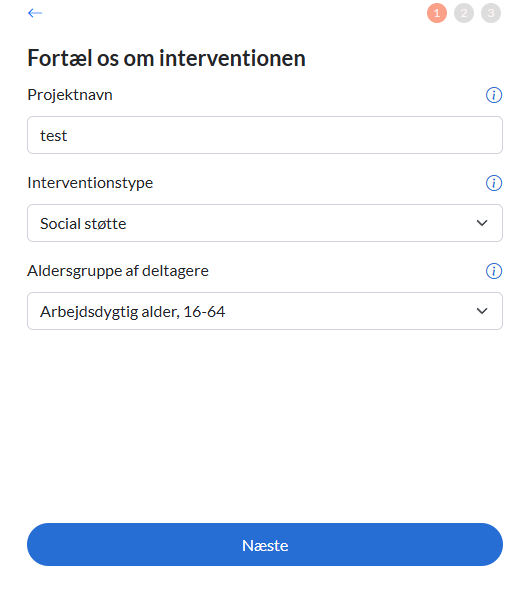 1 2 3
Fortæl os om interventionen
Projektnavn
test
Interventionstype
Social støtte
Aldersgruppe af deltagere
Arbejdsdygtig alder, 16-64
Næste